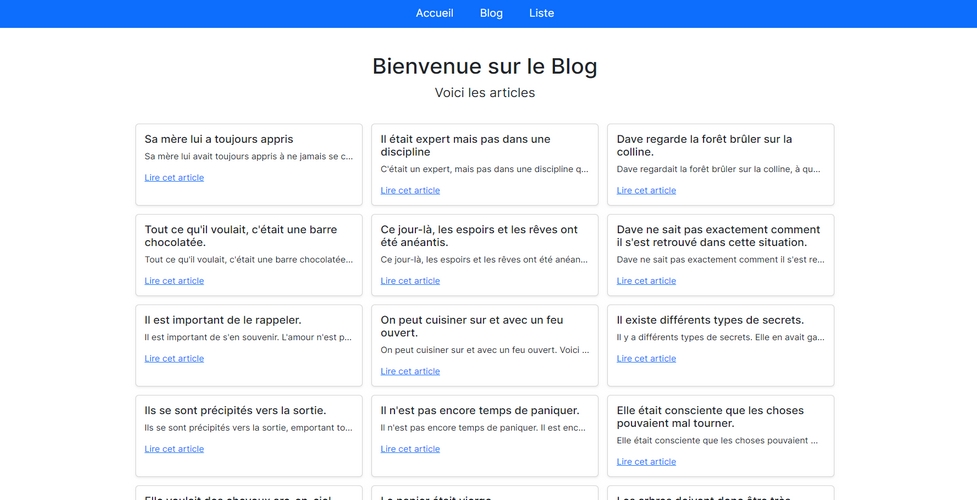 Accueil Blog Liste
Bienvenue sur le Blog
Voici les articles
Sa mère lui a toujours appris
Sa mère lui avait toujours appris à ne jamais se c...
Lire cet article
Il était expert mais pas dans une
discipline
C'était un expert, mais pas dans une discipline q...
Lire cet article
Dave regarde la forêt brûler sur la
colline.
Dave regardait la forêt brûler sur la colline, à qu...
Lire cet article
Tout ce qu'il voulait, c'était une barre
chocolatée.
Tout ce qu'il voulait, c'était une barre chocolatée...
Lire cet article
Ce jour-là, les espoirs et les rêves ont
été anéantis.
Ce jour-là, les espoirs et les rêves ont été anéan...
Lire cet article
Dave ne sait pas exactement comment
il s'est retrouvé dans cette situation.
Dave ne sait pas exactement comment il s'est re...
Lire cet article
Il est important de le rappeler.
Il est important de s'en souvenir. L'amour n'est p...
Lire cet article
On peut cuisiner sur et avec un feu
ouvert.
On peut cuisiner sur et avec un feu ouvert. Voici ...
Lire cet article
Il existe différents types de secrets.
Il y a différents types de secrets. Elle en avait ga...
Lire cet article
Ils se sont précipités vers la sortie.
Ils se sont précipités vers la sortie, emportant to...
Lire cet article
Il n'est pas encore temps de paniquer.
Il n'est pas encore temps de paniquer. Il est enc...
Lire cet article
Elle était consciente que les choses
pouvaient mal tourner.
Elle était consciente que les choses pouvaient ...
Lire cet article